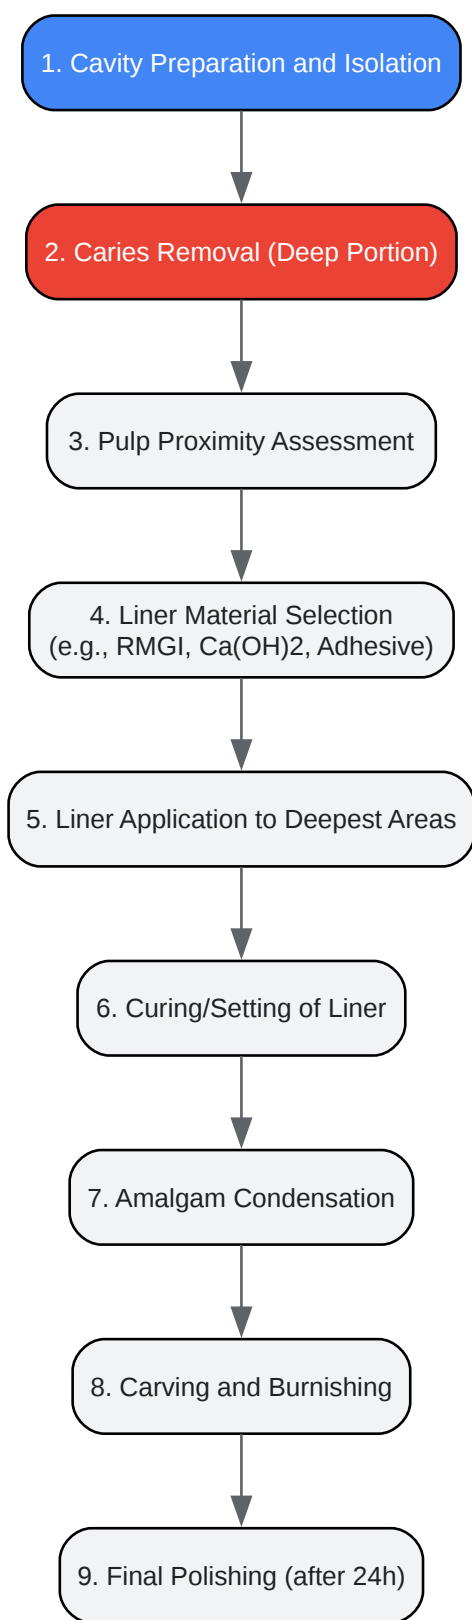 1. Cavity Preparation and Isolation
2. Caries Removal (Deep Portion)
3. Pulp Proximity Assessment
4. Liner Material Selection
(e.g., RMGI, Ca(OH)2, Adhesive)
5. Liner Application to Deepest Areas
6. Curing/Setting of Liner
7. Amalgam Condensation
8. Carving and Burnishing
9. Final Polishing (after 24h)